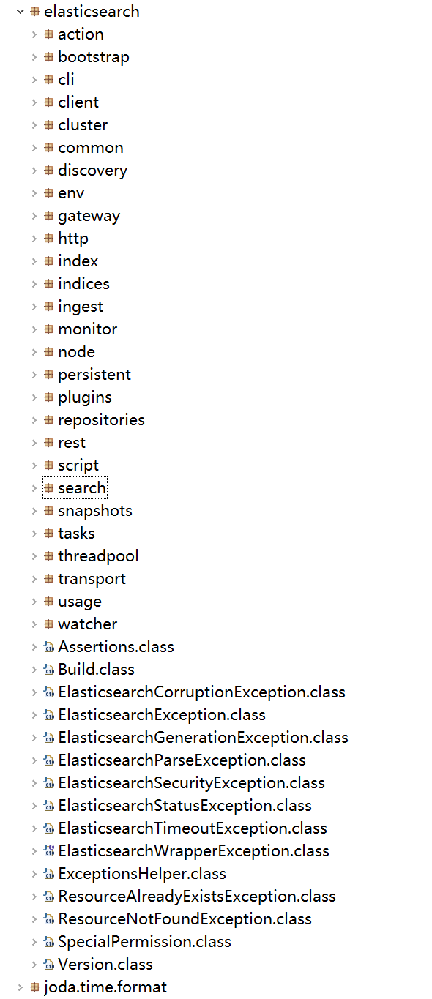 elasticsearch
action
bootstrap
cli
client
cluster
common
discovery
env
gateway
http
index
indices
ingest
monitor
node
persistent
plugins
repositories
rest
script
search
snapshots
tasks
threadpool
transport
usage
watcher
Assertions.class
Build.class
ElasticsearchCorruptionException.class
ElasticsearchException.class
ElasticsearchGenerationException.class
ElasticsearchParseException.class
ElasticsearchSecurityException.class
ElasticsearchStatusException.class
ElasticsearchTimeoutException.class
ElasticsearchWrapperException.class
ExceptionsHelper.class
ResourceAlreadyExistsException.class
ResourceNotFoundException.class
SpecialPermission.class
Version.class
joda.time.format